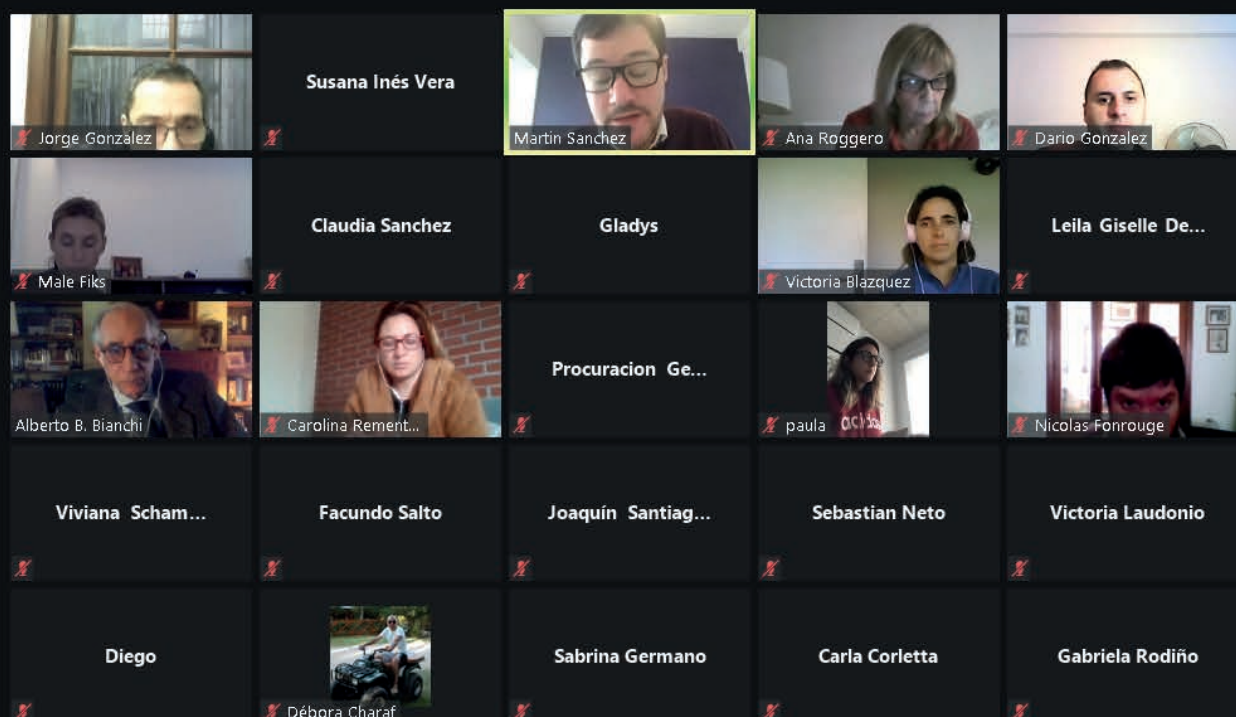 Jorge Gonzalez
Susana Inés Vera
Martin Sanchez
Ana Roggero
Dario Gonzalez
Male Fiks
Claudia Sanchez
Gladys
Victoria Blazquez
Leila Giselle De...
Alberto B. Bianchi
Carolina Rement...
Procuracion Ge...
paula
Nicolas Fonrouge
Viviana Scham...
Facundo Salto
Joaquín Santiag...
Sebastian Neto
Victoria Laudonio
Diego
Débora Charaf
Sabrina Germano
Carla Corletta
Gabriela Rodiño